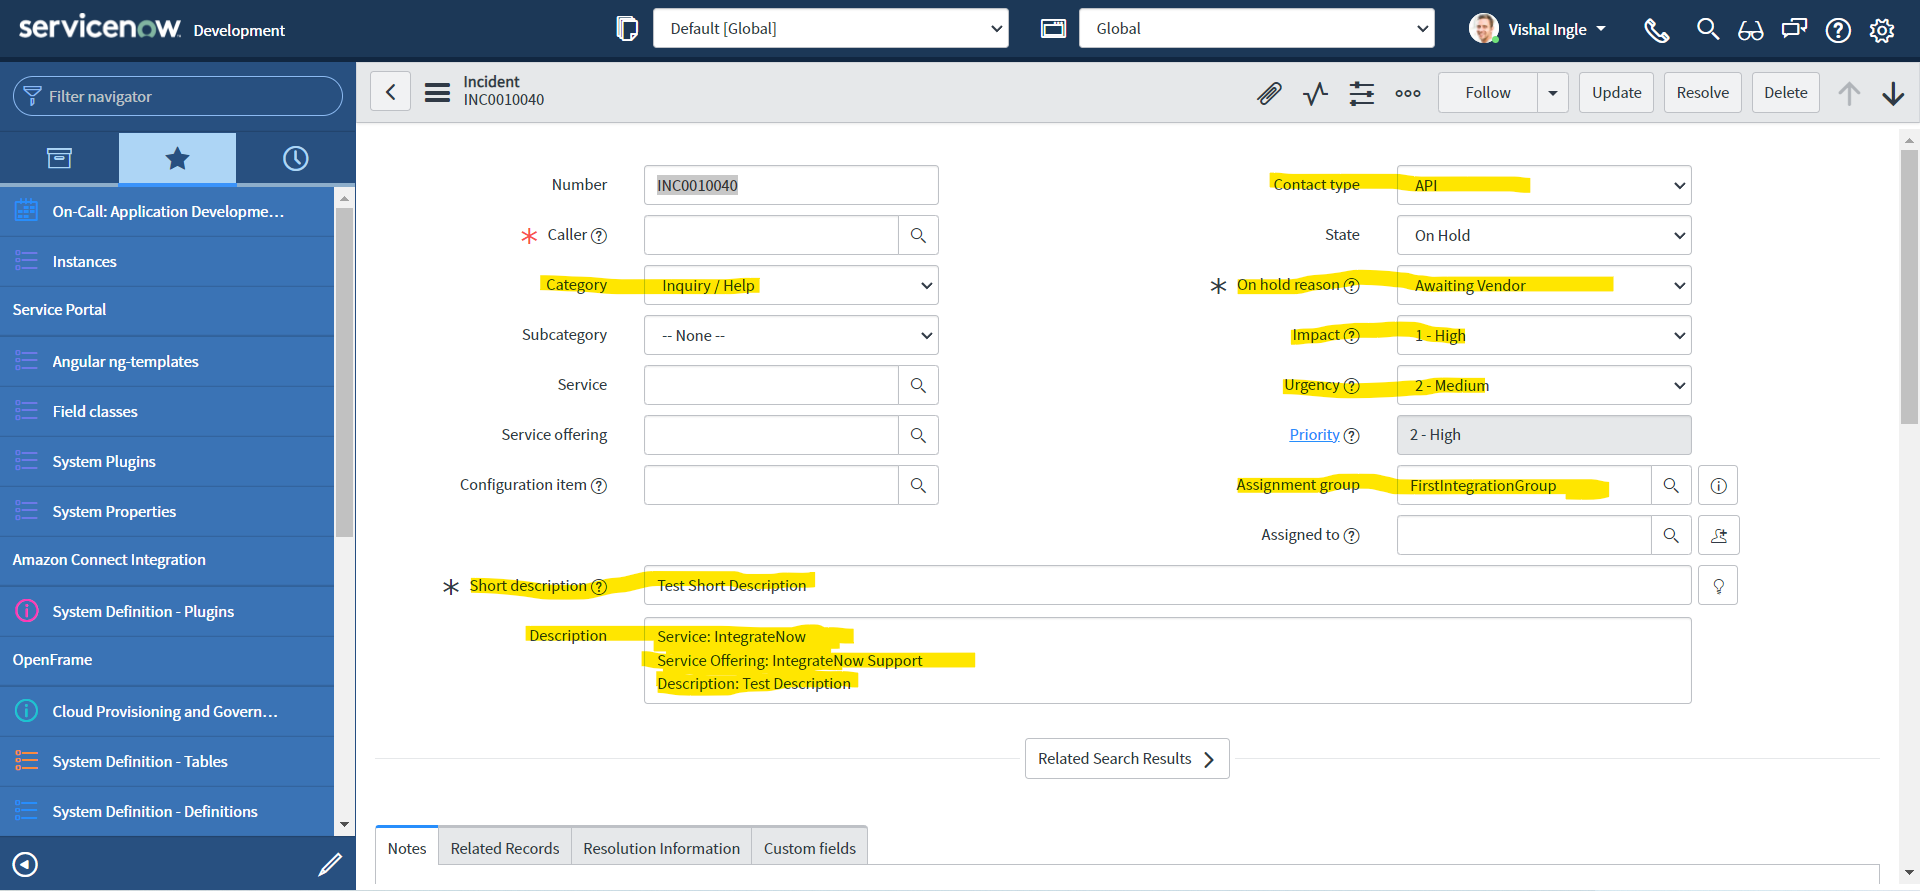 servicenow. Development
Default [Global]
Global
Vishal Ingle
Filter navigator
On-Call: Application Developme...
Instances
Service Portal
Angular ng-templates
Field classes
System Plugins
System Properties
Amazon Connect Integration
System Definition - Plugins
OpenFrame
Cloud Provisioning and Govern...
System Definition - Tables
System Definition - Definitions
Incident
INC0010040
Follow
Update
Resolve
Delete
Number INC0010040
Caller
Category Inquiry / Help
Subcategory -- None --
Service
Service offering
Configuration item
Contact type API
State On Hold
On hold reason Awaiting Vendor
Impact 1 - High
Urgency 2 - Medium
Priority 2 - High
Assignment group FirstIntegrationGroup
Assigned to
Short description Test Short Description
Description Service: IntegrateNow
Service Offering: IntegrateNow Support
Description: Test Description
Related Search Results
Notes
Related Records
Resolution Information
Custom fields